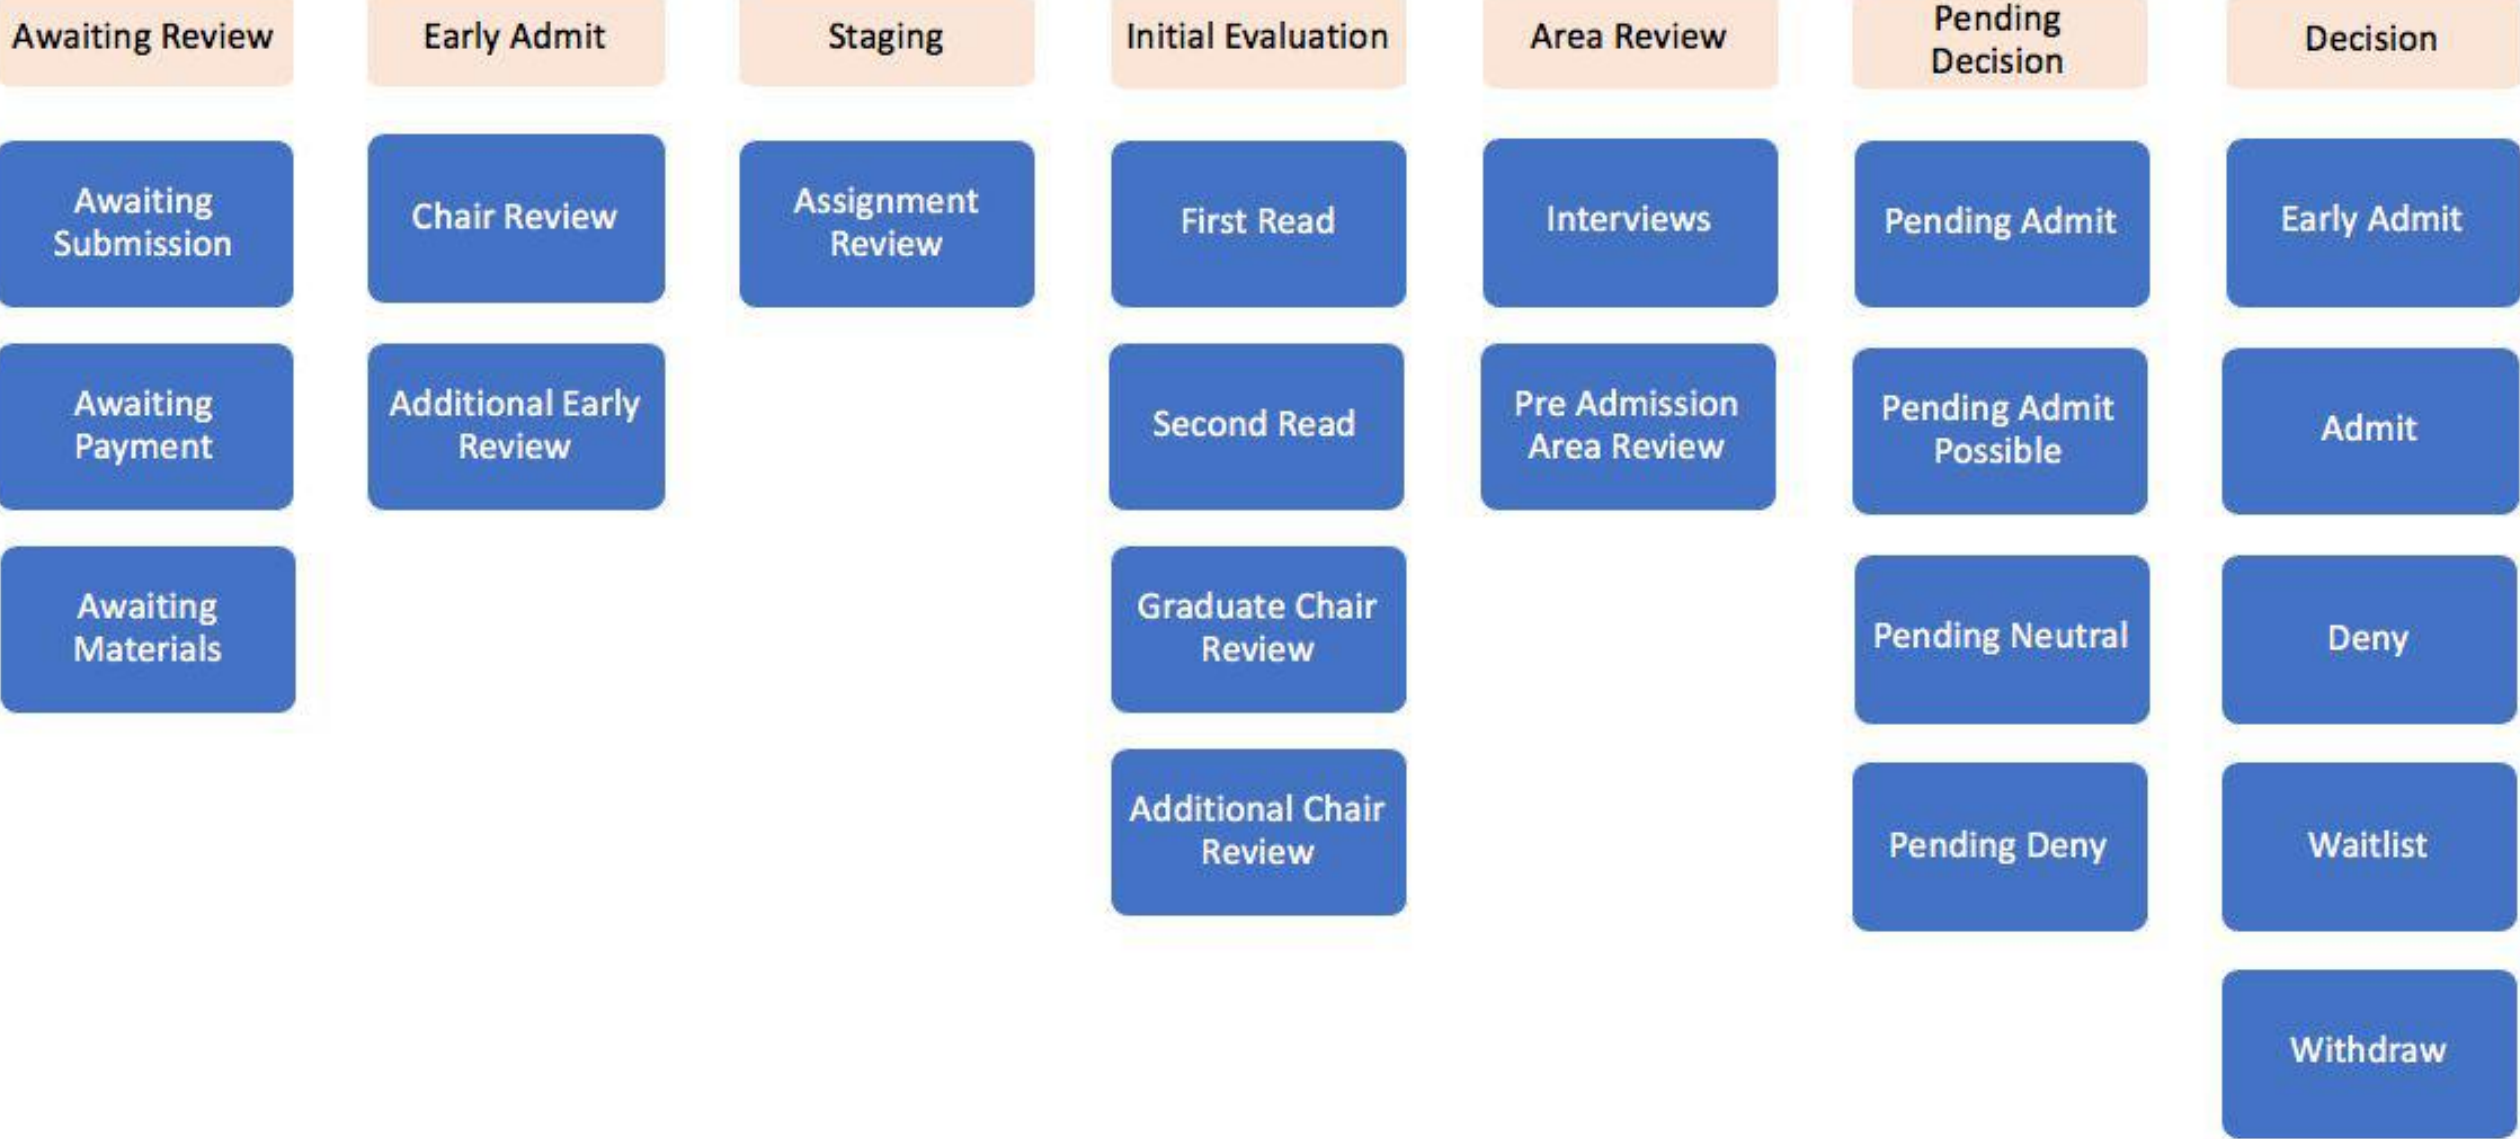 Awaiting Review
Early Admit
Staging
Initial Evaluation
Area Review
Pending
Decision
Decision
Awaiting
Submission
Chair Review
Assignment
Review
First Read
Interviews
Pending Admit
Early Admit
Awaiting
Payment
Additional Early
Review
Second Read
Pre Admission
Area Review
Pending Admit
Possible
Admit
Awaiting
Materials
Graduate Chair
Review
Pending Neutral
Deny
Additional Chair
Review
Pending Deny
Waitlist
Withdraw